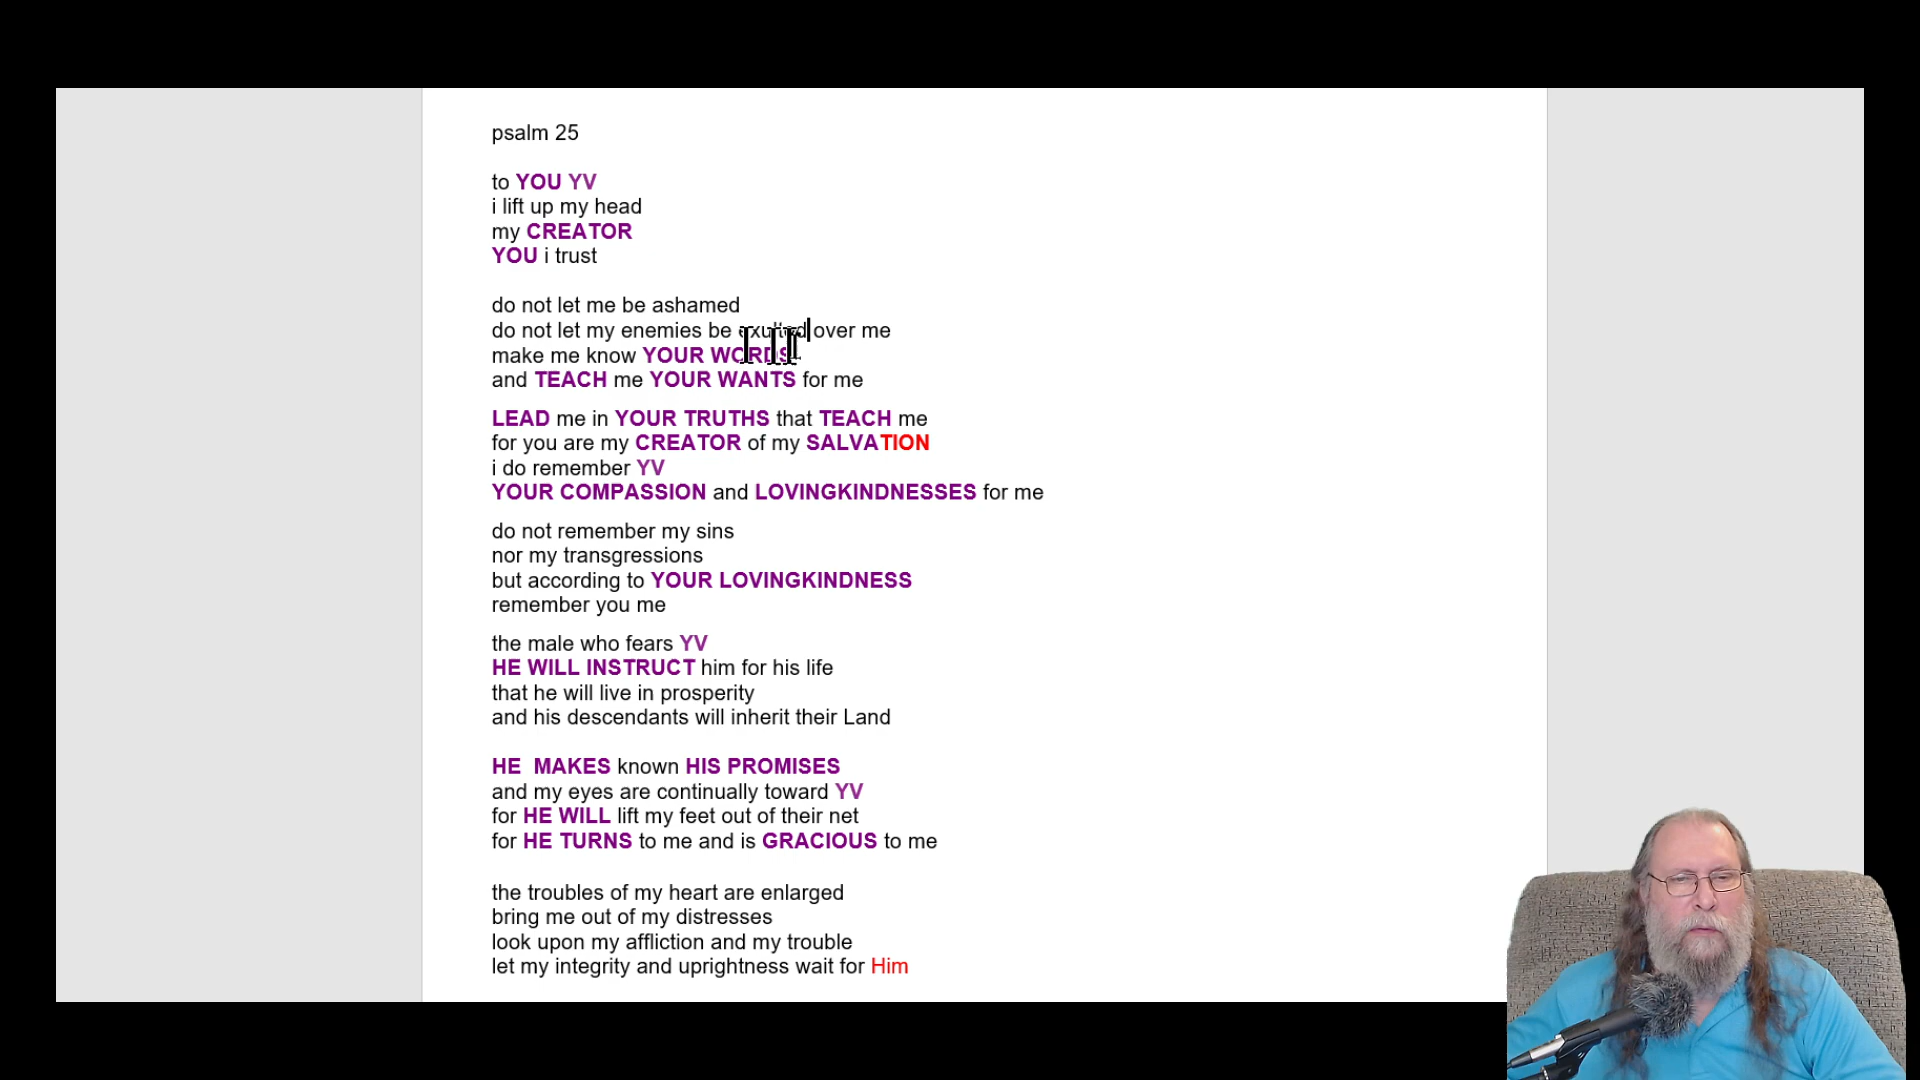 psalm 25
to YOU YV
i lift up my head
my CREATOR
YOU i trust
do not let me be ashamed
do not let my enemies be exulted over me
make me know YOUR WORDS
and TEACH me YOUR WANTS for me
LEAD me in YOUR TRUTHS that TEACH me
for you are my CREATOR of my SALVATION
i do remember YV
YOUR COMPASSION and LOVINGKINDNESSES for me
do not remember my sins
nor my transgressions
but according to YOUR LOVINGKINDNESS
remember you me
the male who fears YV
HE WILL INSTRUCT him for his life
that he will live in prosperity
and his descendants will inherit their Land
HE  MAKES known HIS PROMISES
and my eyes are continually toward YV
for HE WILL lift my feet out of their net
for HE TURNS to me and is GRACIOUS to me
the troubles of my heart are enlarged
bring me out of my distresses
look upon my affliction and my trouble
let my integrity and uprightness wait for Him